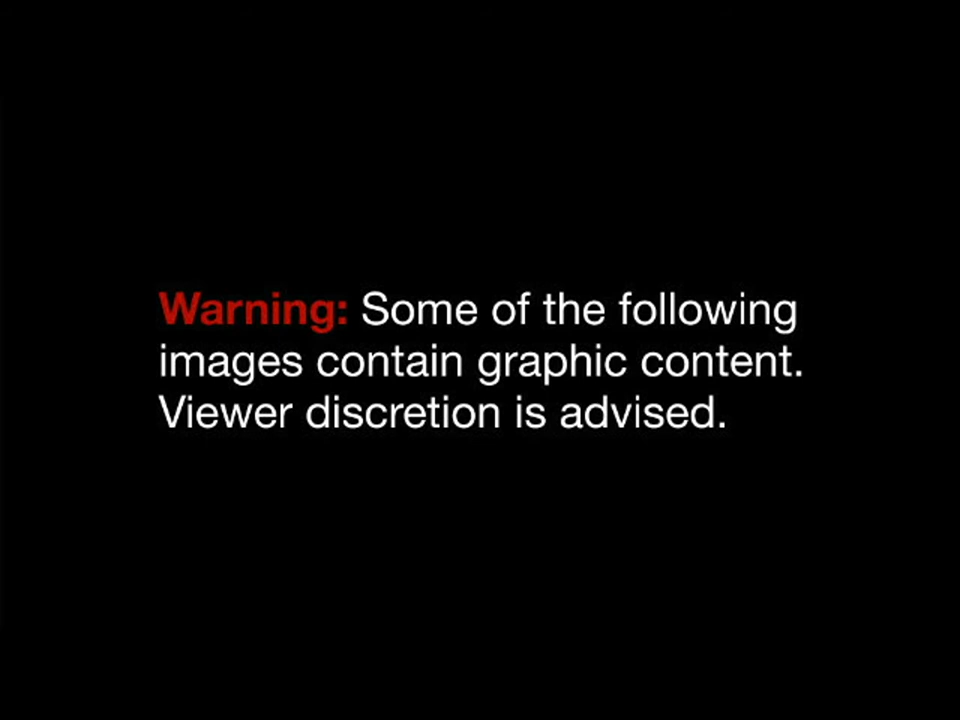 Warning: Some of the following
images contain graphic content.
Viewer discretion is advised.